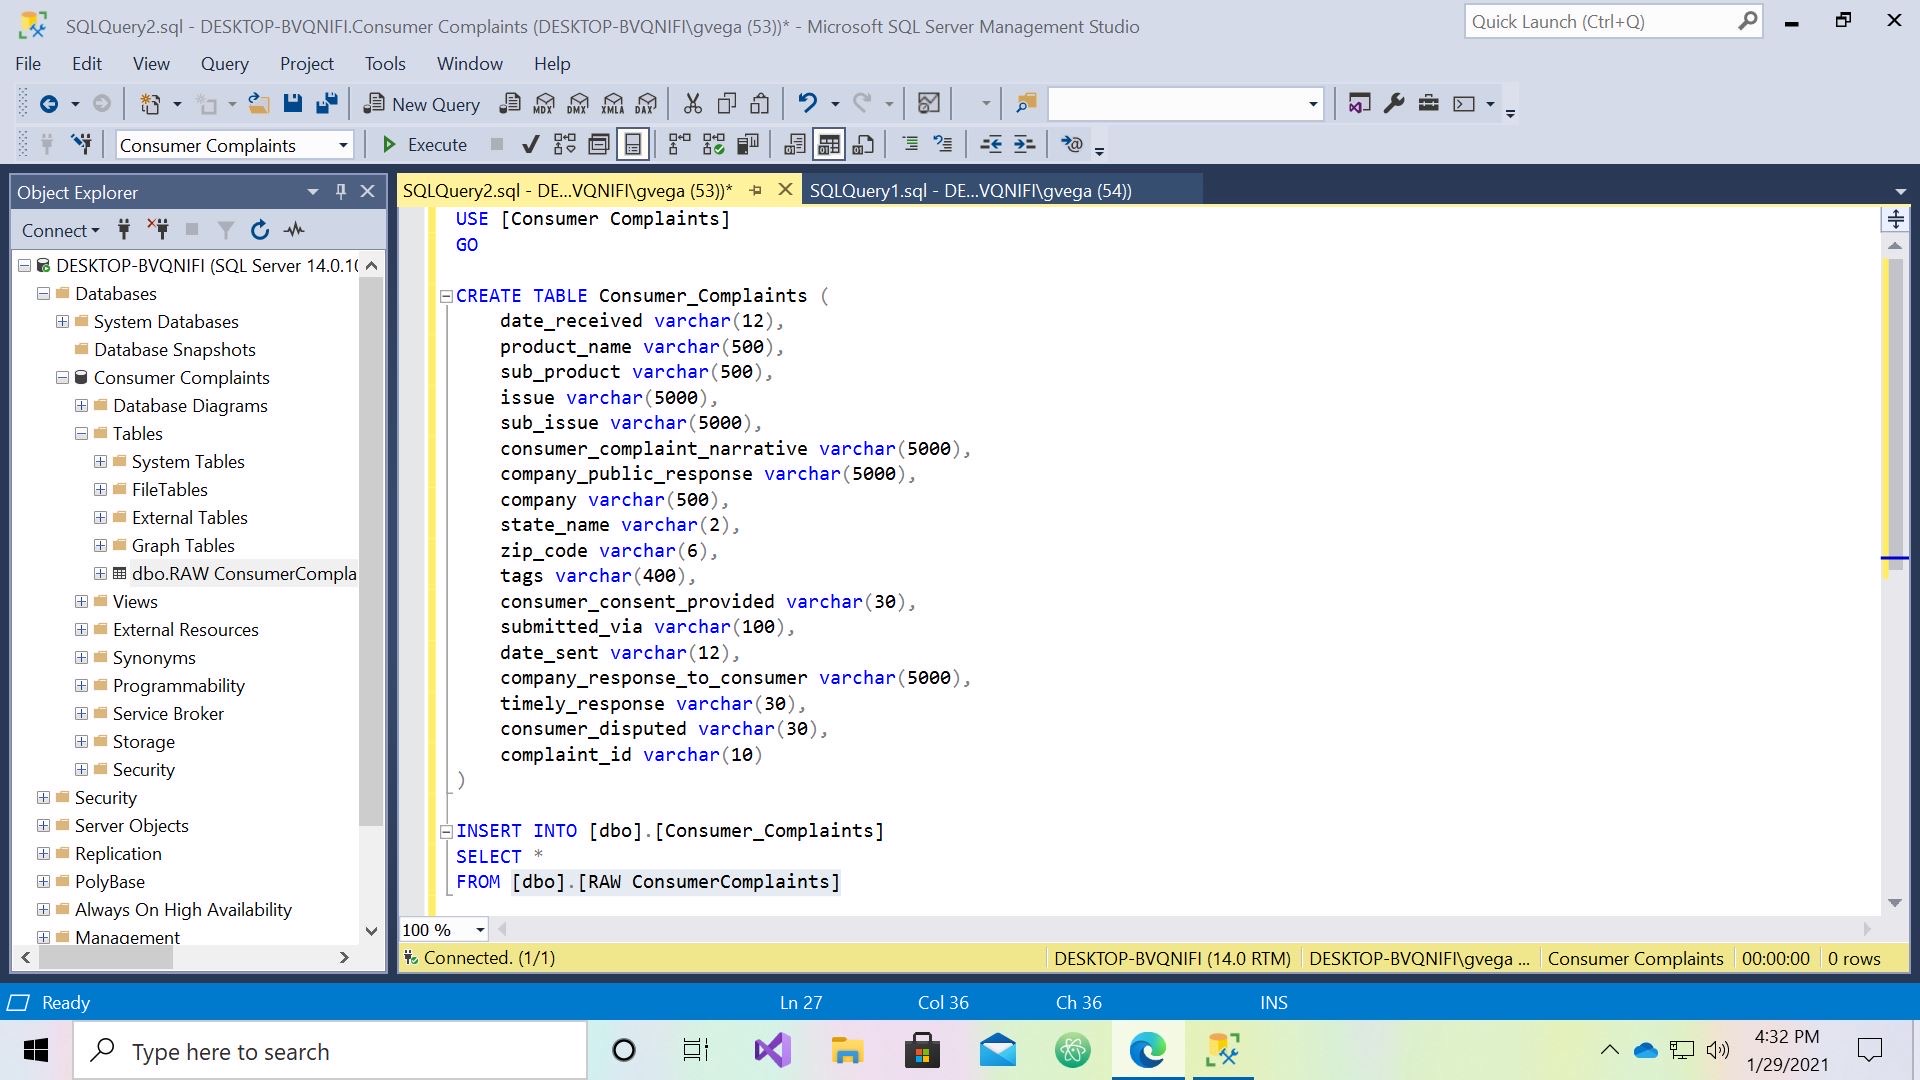 SQLQuery2.sql - DESKTOP-BVQNIFI.Consumer Complaints (DESKTOP-BVQNIFI\gvega (53))* - Microsoft SQL Server Management Studio
Quick Launch (Ctrl+Q)
File Edit View Query Project Tools Window Help
New Query MDX DMX XMLA DAX
Consumer Complaints Execute
Object Explorer
Connect
DESKTOP-BVQNIFI (SQL Server 14.0.10
Databases
System Databases
Database Snapshots
Consumer Complaints
Database Diagrams
Tables
System Tables
FileTables
External Tables
Graph Tables
dbo.RAW ConsumerCompla
Views
External Resources
Synonyms
Programmability
Service Broker
Storage
Security
Security
Server Objects
Replication
PolyBase
Always On High Availability
Management
SQLQuery2.sql - DE...VQNIFI\gvega (53))* SQLQuery1.sql - DE...VQNIFI\gvega (54))
USE [Consumer Complaints]
GO
CREATE TABLE Consumer_Complaints (
date_received varchar(12),
product_name varchar(500),
sub_product varchar(500),
issue varchar(5000),
sub_issue varchar(5000),
consumer_complaint_narrative varchar(5000),
company_public_response varchar(5000),
company varchar(500),
state_name varchar(2),
zip_code varchar(6),
tags varchar(400),
consumer_consent_provided varchar(30),
submitted_via varchar(100),
date_sent varchar(12),
company_response_to_consumer varchar(5000),
timely_response varchar(30),
consumer_disputed varchar(30),
complaint_id varchar(10)
)
INSERT INTO [dbo].[Consumer_Complaints]
SELECT *
FROM [dbo].[RAW ConsumerComplaints]
100 %
Connected. (1/1) DESKTOP-BVQNIFI (14.0 RTM) DESKTOP-BVQNIFI\gvega ... Consumer Complaints 00:00:00 0 rows
Ready Ln 27 Col 36 Ch 36 INS
Type here to search
4:32 PM
1/29/2021